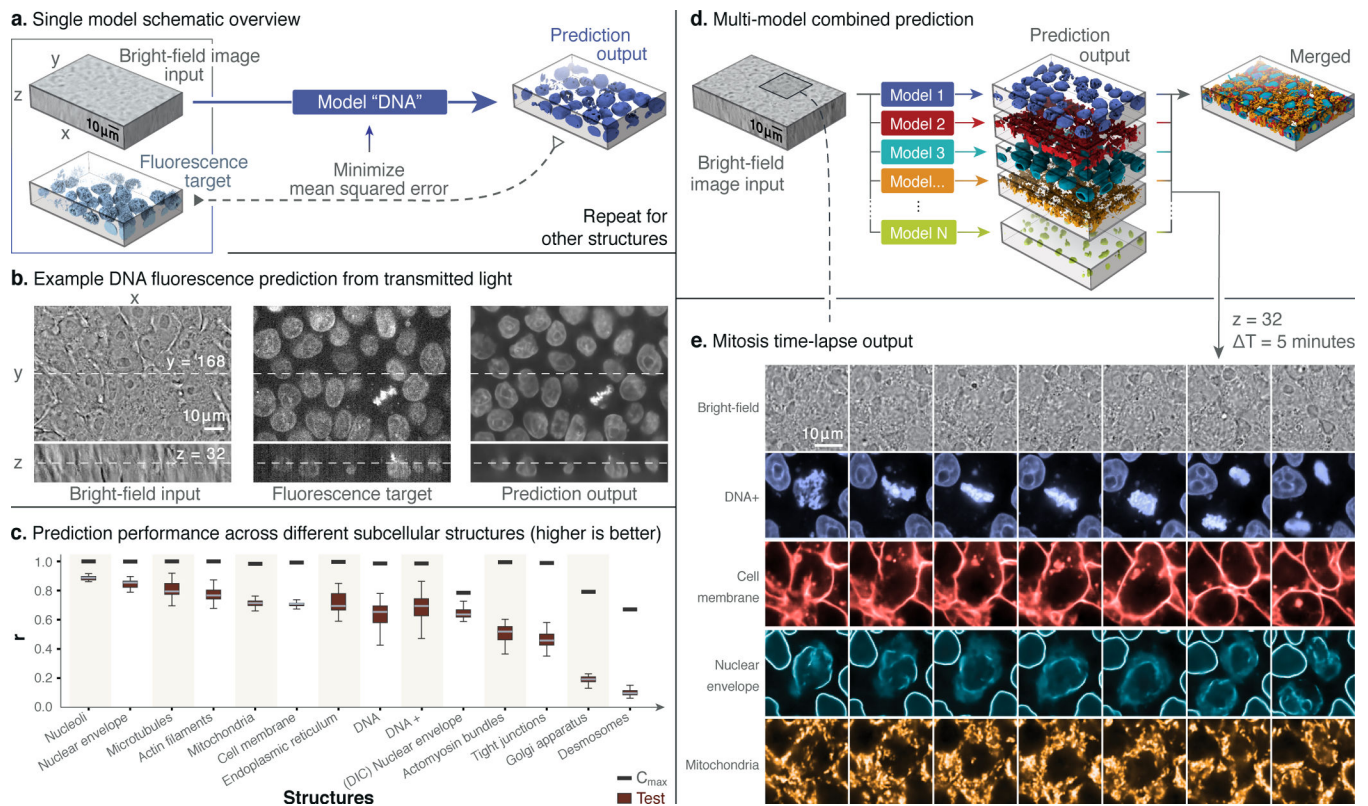 a. Single model schematic overview
Bright-field image
input
y
z
x
10μm
Model “DNA”
Prediction
output
Fluorescence
target
Minimize
mean squared error
Repeat for
other structures
b. Example DNA fluorescence prediction from transmitted light
x
y
z
y = 168
10μm
z = 32
Bright-field input
Fluorescence target
Prediction output
c. Prediction performance across different subcellular structures (higher is better)
r
1.0
0.8
0.6
0.4
0.2
0.0
Nucleoli
Nuclear envelope
Microtubules
Actin filaments
Mitochondria
Cell membrane
Endoplasmic reticulum
DNA
DNA +
(DIC) Nuclear envelope
Actomyosin bundles
Tight junctions
Golgi apparatus
Desmosomes
Structures
Cmax
Test
d. Multi-model combined prediction
10μm
Bright-field
image input
Model 1
Model 2
Model 3
Model...
⋮
Model N
Prediction
output
Merged
z = 32
ΔT = 5 minutes
e. Mitosis time-lapse output
Bright-field
10μm
DNA+
Cell
membrane
Nuclear
envelope
Mitochondria